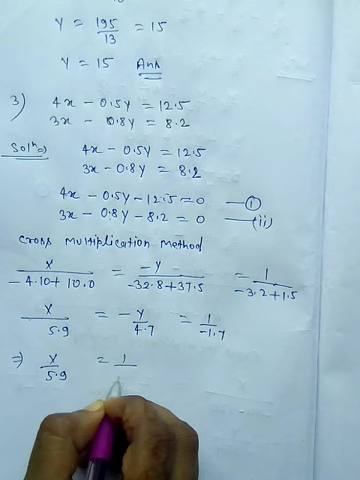 Y = 195/13 = 15
Y = 15 Ans
3) 4x - 0.5Y = 12.5
3x - 0.8Y = 8.2
Solⁿ⇒ 4x - 0.5Y = 12.5
3x - 0.8Y = 8.2
4x - 0.5Y - 12.5 = 0 —(i)
3x - 0.8Y - 8.2 = 0 —(ii)
cross multiplication method
x/-4.10+10.0 = -Y/-32.8+37.5 = 1/-3.2+1.5
x/5.9 = -Y/4.7 = 1/-1.7
⇒ x/5.9 = 1/